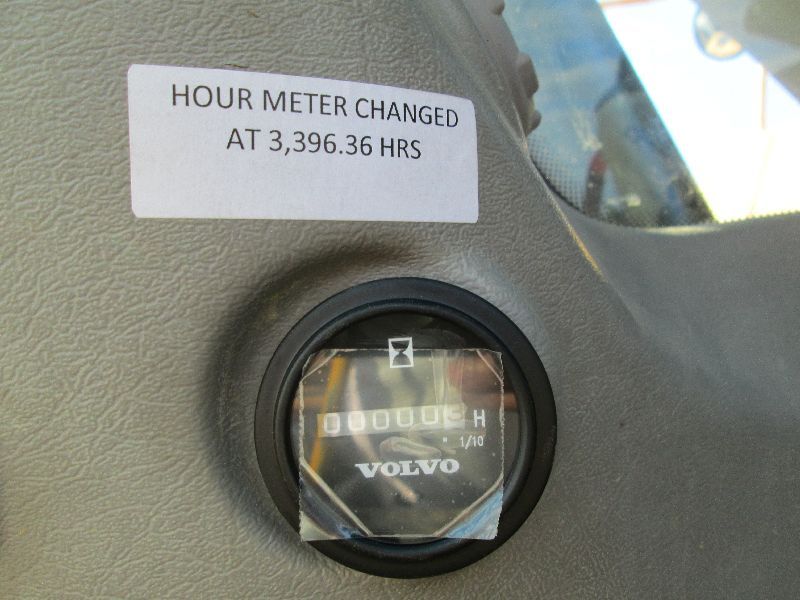 HOUR METER CHANGED
AT 3,396.36 HRS
H
1/10
VOLVO